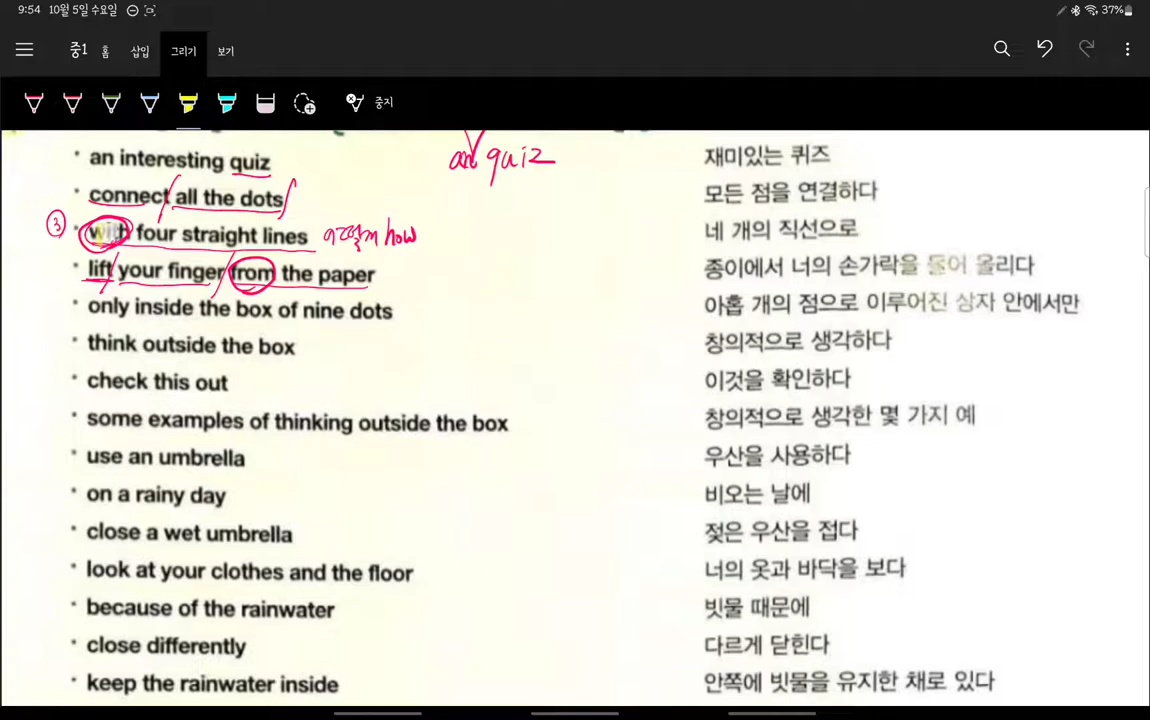 9:54 10월 5일 수요일 37%
중1 홈 삽입 그리기 보기
중지
an interesting quiz an quiz 재미있는 퀴즈
connect all the dots 모든 점을 연결하다
③ with four straight lines 어떻게 how 네 개의 직선으로
lift your finger from the paper 종이에서 너의 손가락을 들어 올리다
only inside the box of nine dots 아홉 개의 점으로 이루어진 상자 안에서만
think outside the box 창의적으로 생각하다
check this out 이것을 확인하다
some examples of thinking outside the box 창의적으로 생각한 몇 가지 예
use an umbrella 우산을 사용하다
on a rainy day 비오는 날에
close a wet umbrella 젖은 우산을 접다
look at your clothes and the floor 너의 옷과 바닥을 보다
because of the rainwater 빗물 때문에
close differently 다르게 닫힌다
keep the rainwater inside 안쪽에 빗물을 유지한 채로 있다